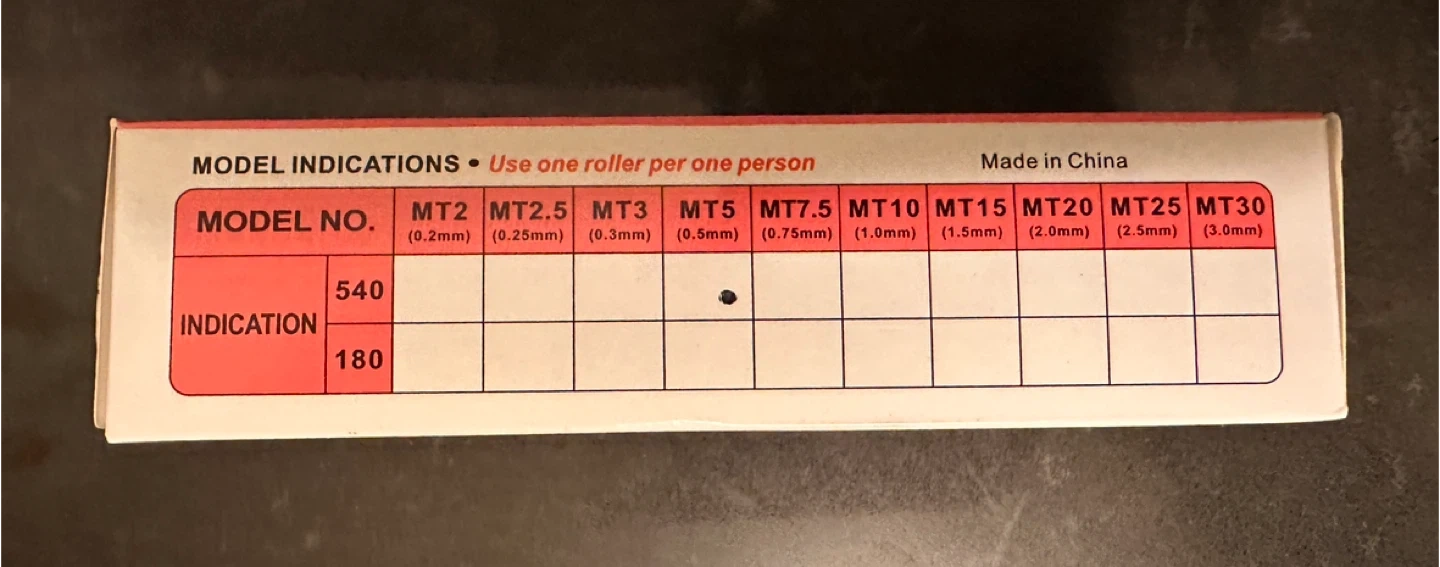 MODEL INDICATIONS • Use one roller per one person Made in China
MODEL NO. MT2 MT2.5 MT3 MT5 MT7.5 MT10 MT15 MT20 MT25 MT30
(0.2mm) (0.25mm) (0.3mm) (0.5mm) (0.75mm) (1.0mm) (1.5mm) (2.0mm) (2.5mm) (3.0mm)
INDICATION
540
180